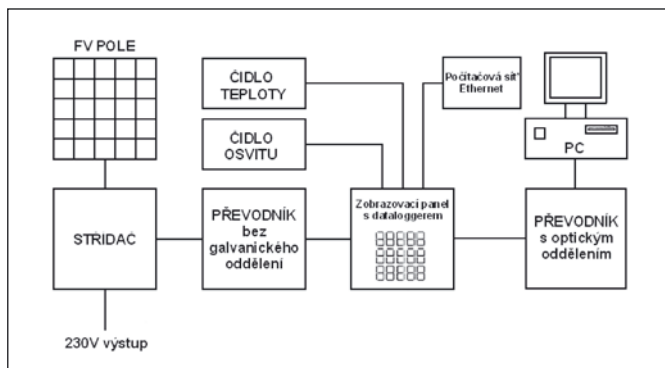 FV POLE
ČIDLO
TEPLOTY
Počítačová síť
Ethernet
ČIDLO
OSVITU
PC
STŘÍDAČ
PŘEVODNÍK
bez
galvanického
oddělení
Zobrazovací panel
s dataloggerem
PŘEVODNÍK
s optickým
oddělením
230V výstup